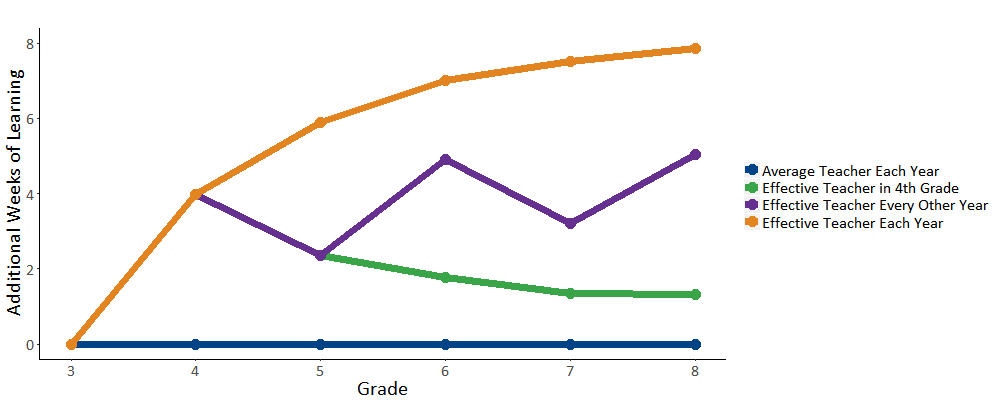 Additional Weeks of Learning
8
6
4
2
0
3 4 5 6 7 8
Grade
Average Teacher Each Year
Effective Teacher in 4th Grade
Effective Teacher Every Other Year
Effective Teacher Each Year